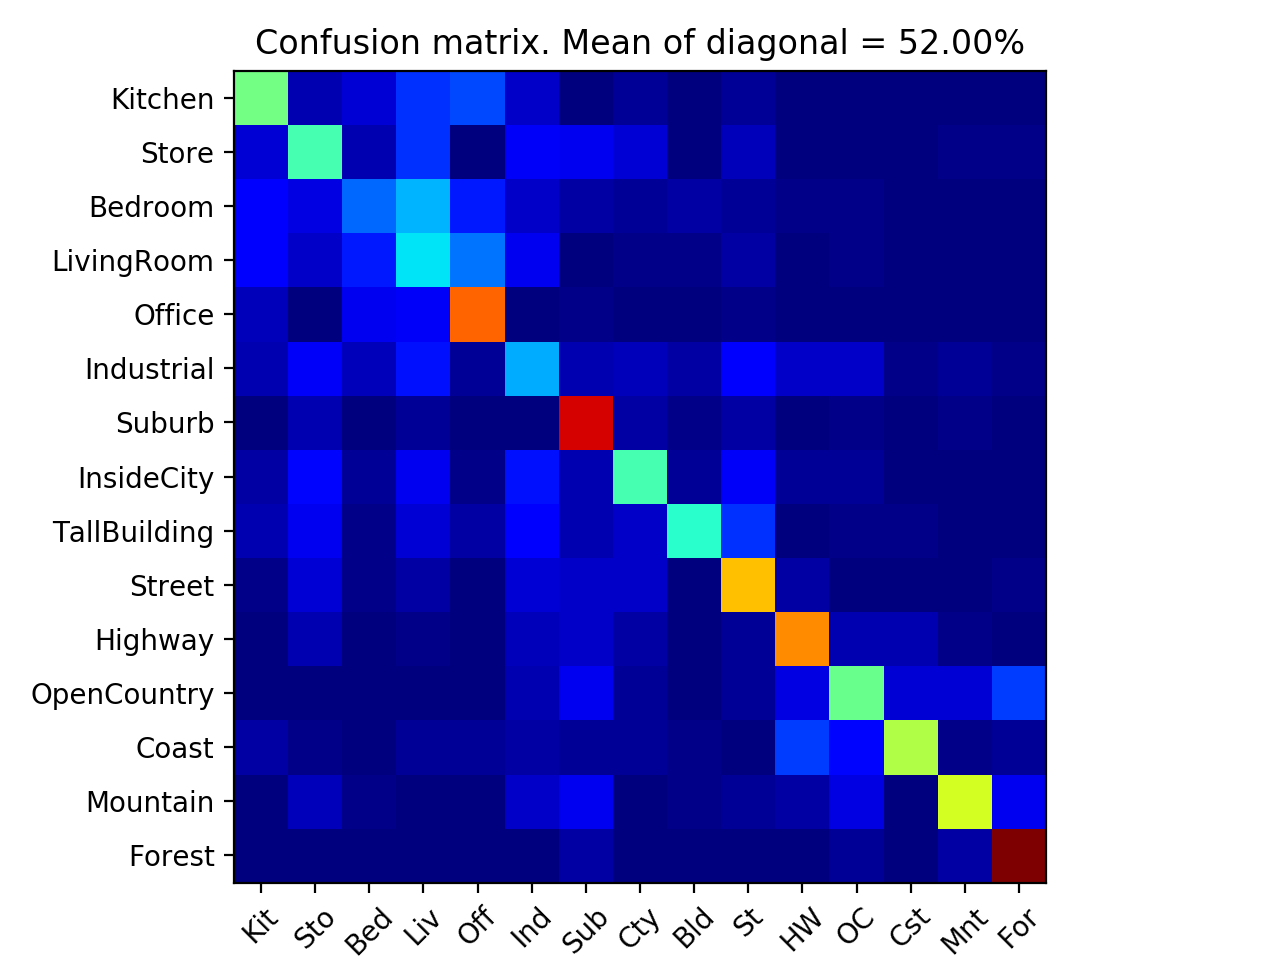 Confusion matrix. Mean of diagonal = 52.00%
Kitchen
Store
Bedroom
LivingRoom
Office
Industrial
Suburb
InsideCity
TallBuilding
Street
Highway
OpenCountry
Coast
Mountain
Forest
Kit Sto Bed Liv Off Ind Sub Cty Bld St HW OC Cst Mnt For